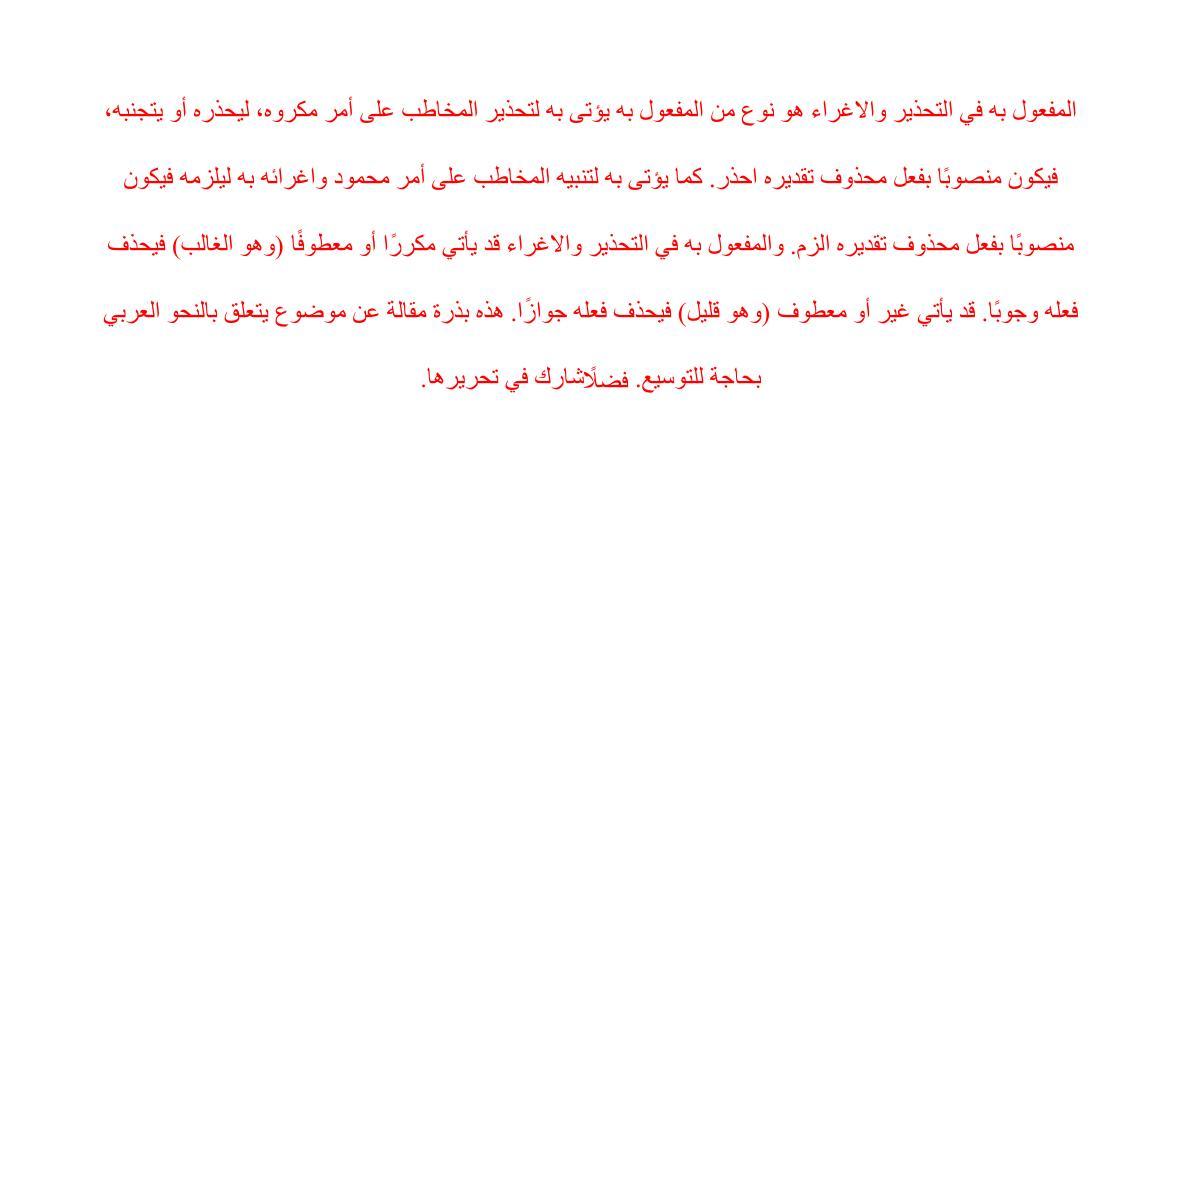 المفعول به في التحذير والاغراء هو نوع من المفعول به يؤتى به لتحذير المخاطب على أمر مكروه، ليحذره أو يتجنبه،
فيكون منصوبًا بفعل محذوف تقديره احذر. كما يؤتى به لتنبيه المخاطب على أمر محمود واغرائه به ليلزمه فيكون
منصوبًا بفعل محذوف تقديره الزم. والمفعول به في التحذير والاغراء قد يأتي مكررًا أو معطوفًا (وهو الغالب) فيحذف
فعله وجوبًا. قد يأتي غير أو معطوف (وهو قليل) فيحذف فعله جوازًا. هذه بذرة مقالة عن موضوع يتعلق بالنحو العربي
بحاجة للتوسيع. فضلًاشارك في تحريرها.